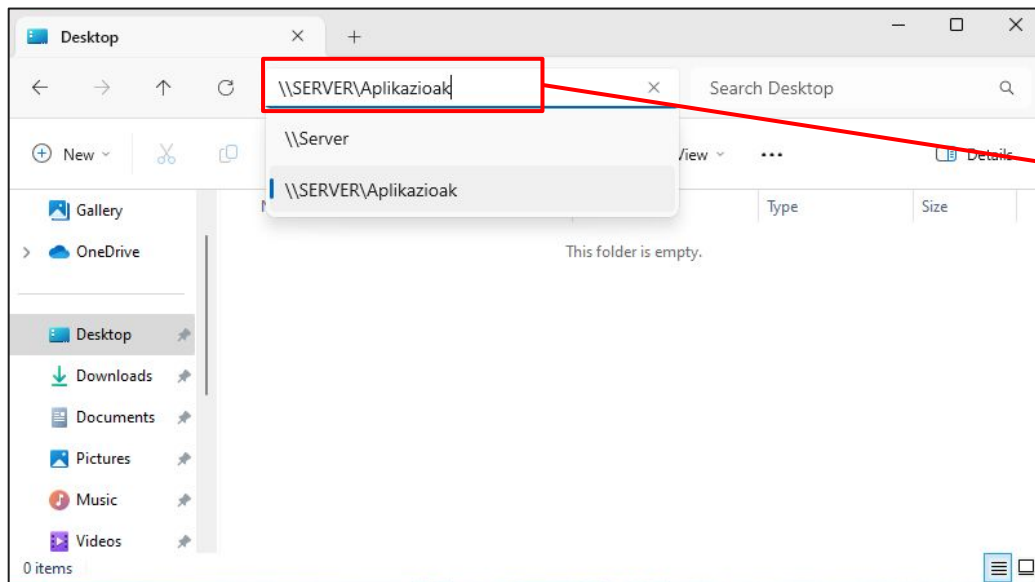 Desktop
\\SERVER\Aplikazioak
Search Desktop
\\Server
\\SERVER\Aplikazioak
New
View
Details
Type
Size
Gallery
OneDrive
This folder is empty.
Desktop
Downloads
Documents
Pictures
Music
Videos
0 items